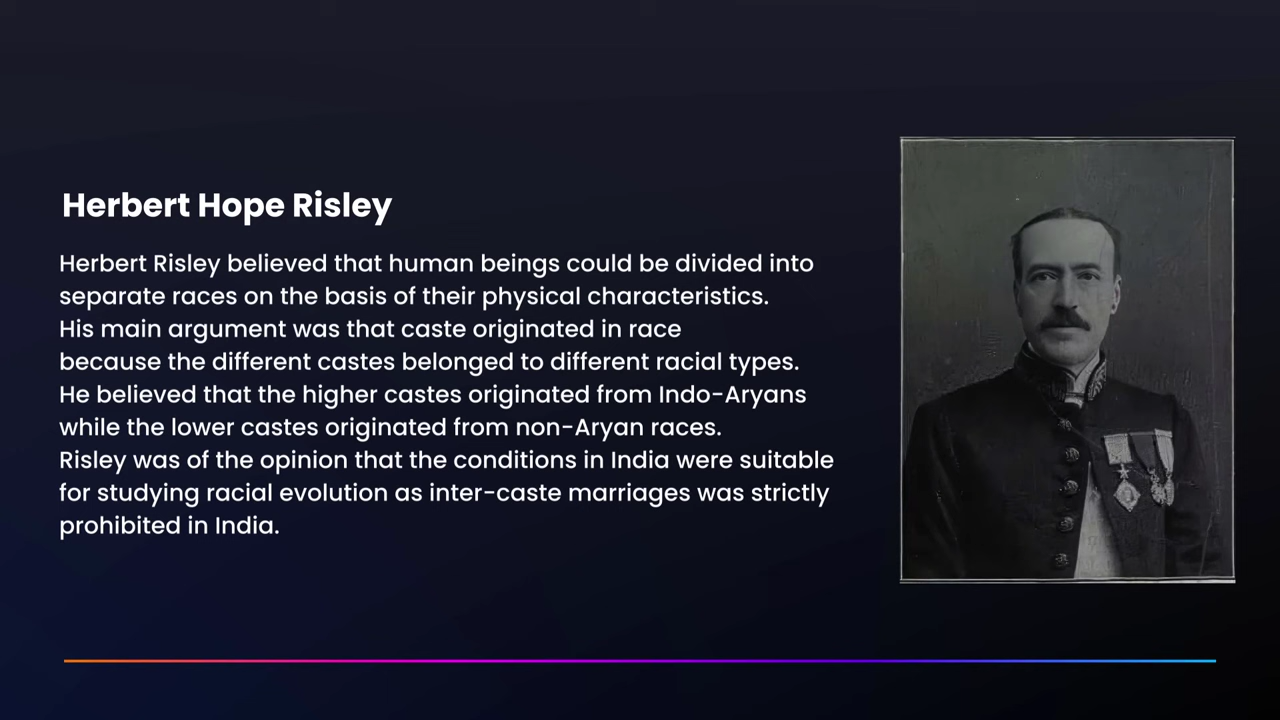 Herbert Hope Risley
Herbert Risley believed that human beings could be divided into
separate races on the basis of their physical characteristics.
His main argument was that caste originated in race
because the different castes belonged to different racial types.
He believed that the higher castes originated from Indo-Aryans
while the lower castes originated from non-Aryan races.
Risley was of the opinion that the conditions in India were suitable
for studying racial evolution as inter-caste marriages was strictly
prohibited in India.